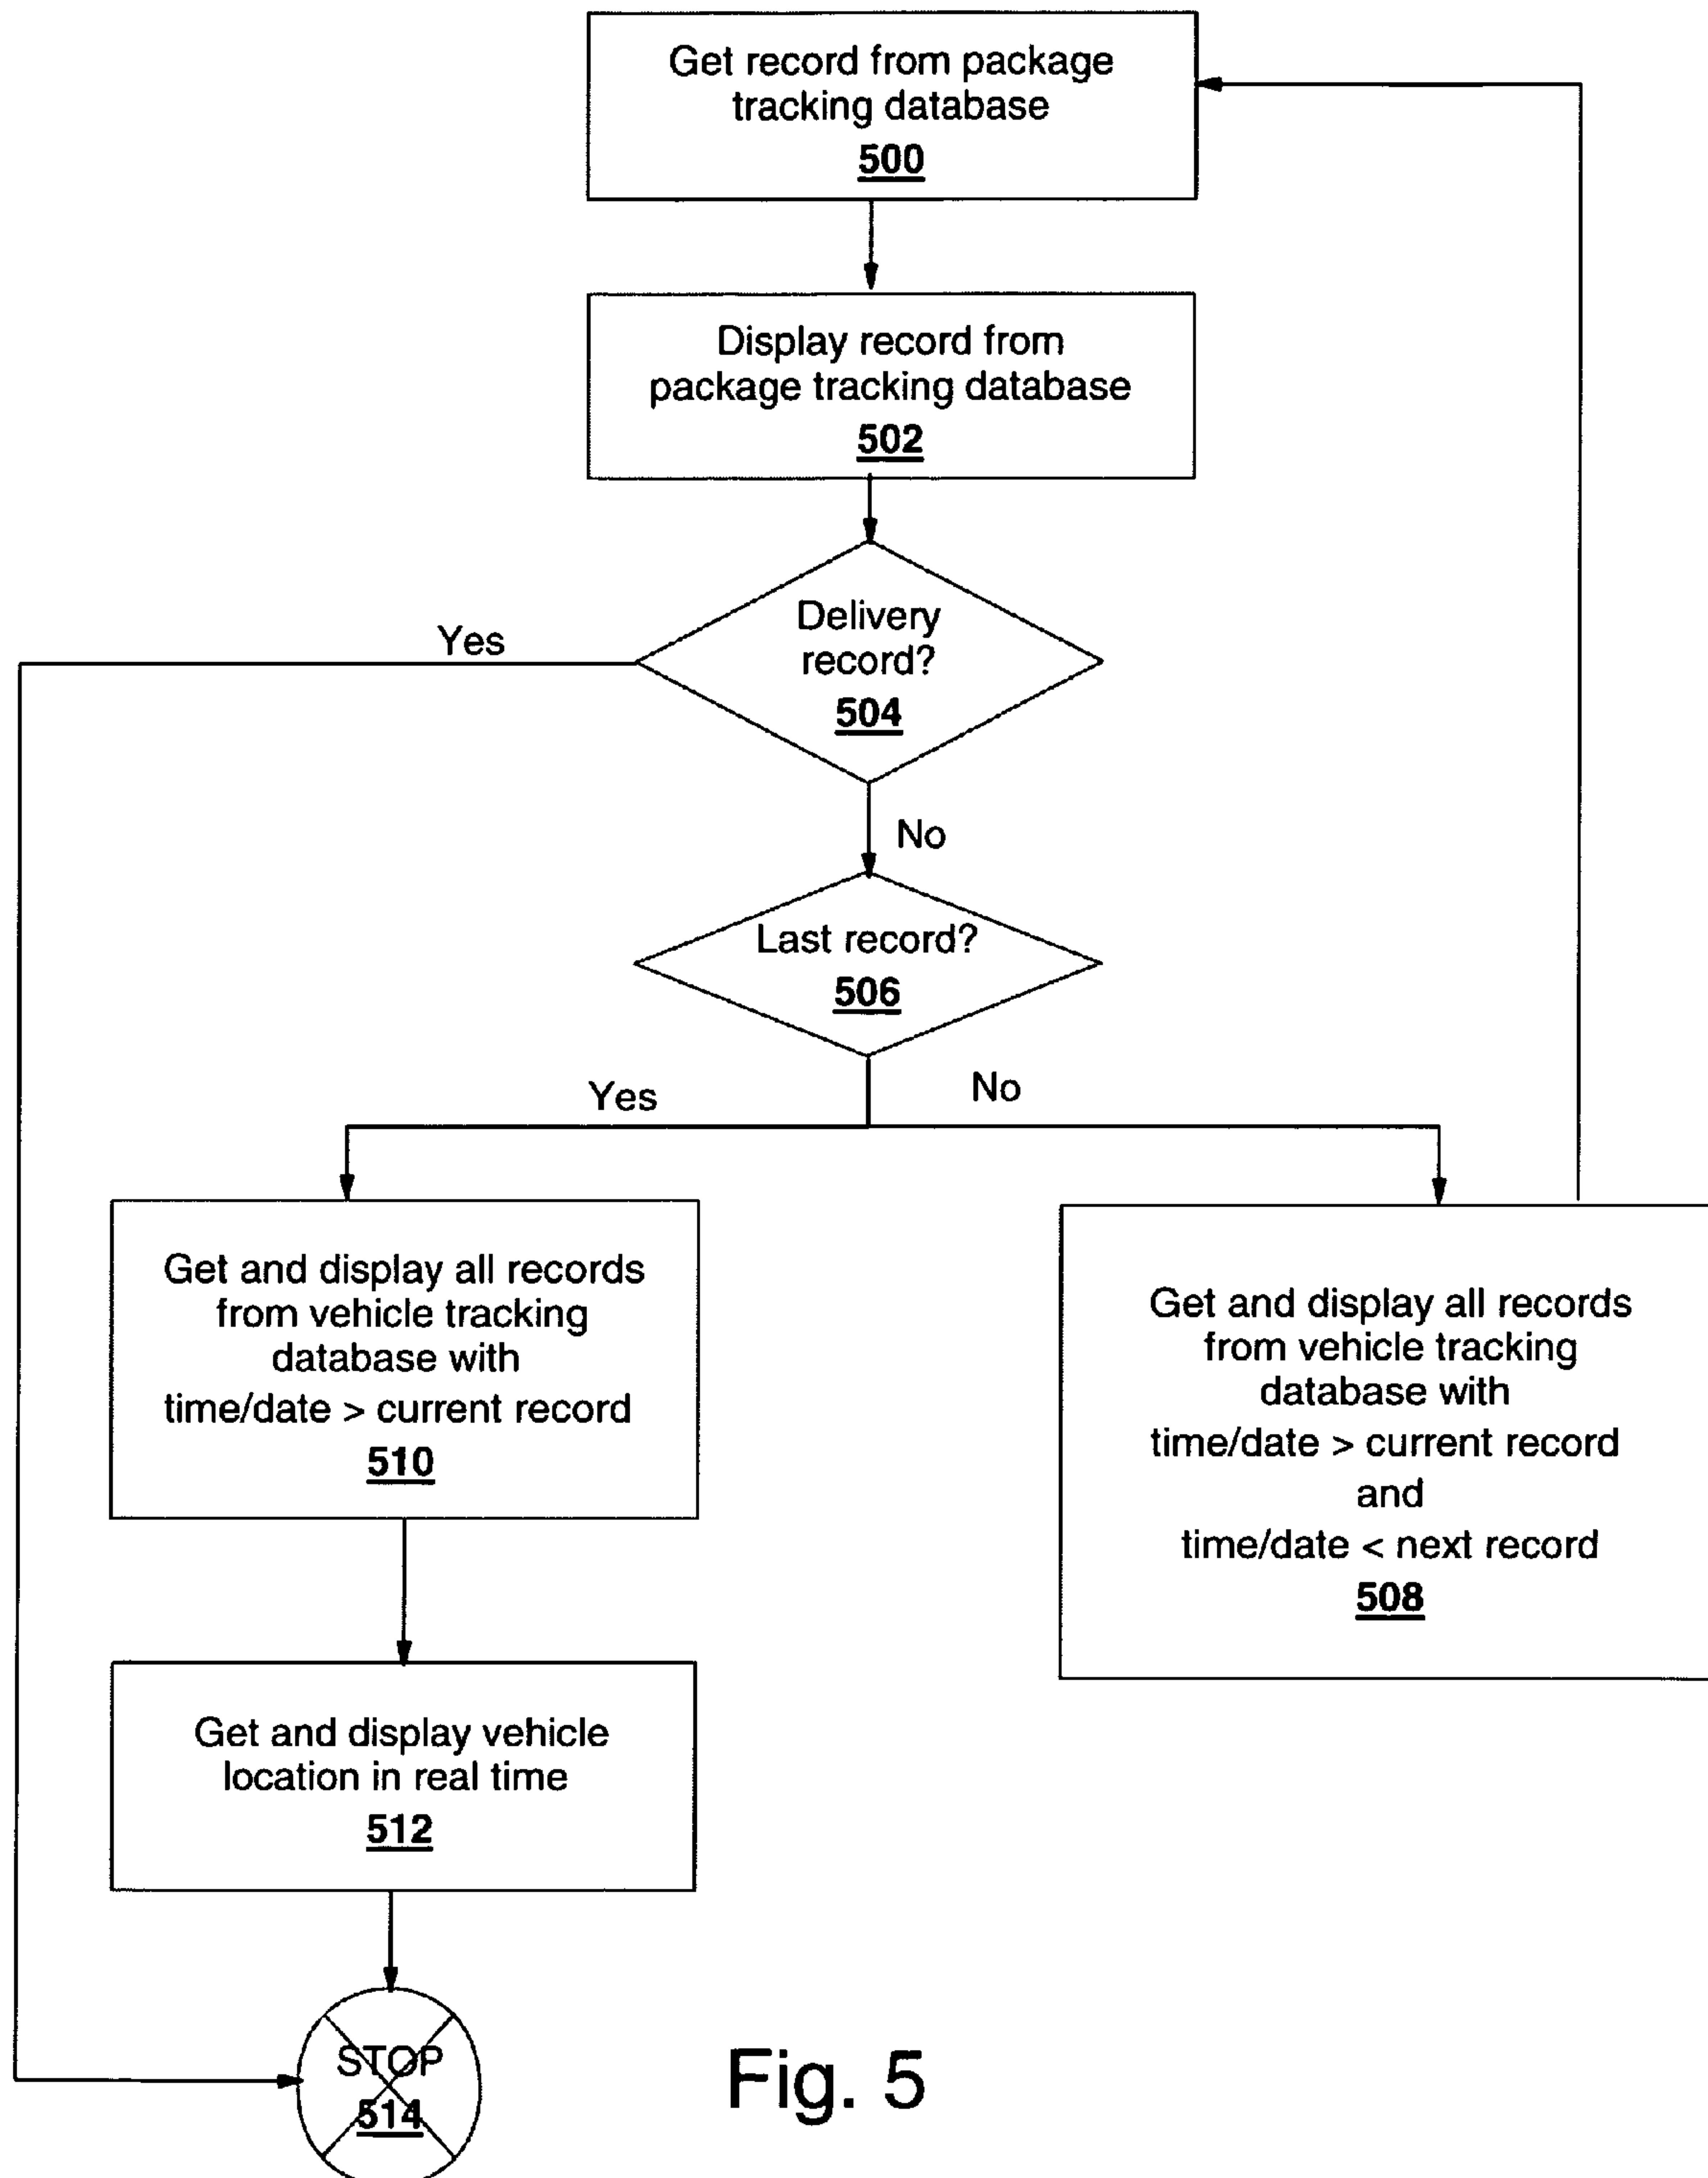 Get record from package
tracking database
500
Display record from
package tracking database
502
Delivery
record?
504
Yes
No
Last record?
506
Yes
No
Get and display all records
from vehicle tracking
database with
time/date > current record
510
Get and display all records
from vehicle tracking
database with
time/date > current record
and
time/date < next record
508
Get and display vehicle
location in real time
512
STOP
514
Fig. 5